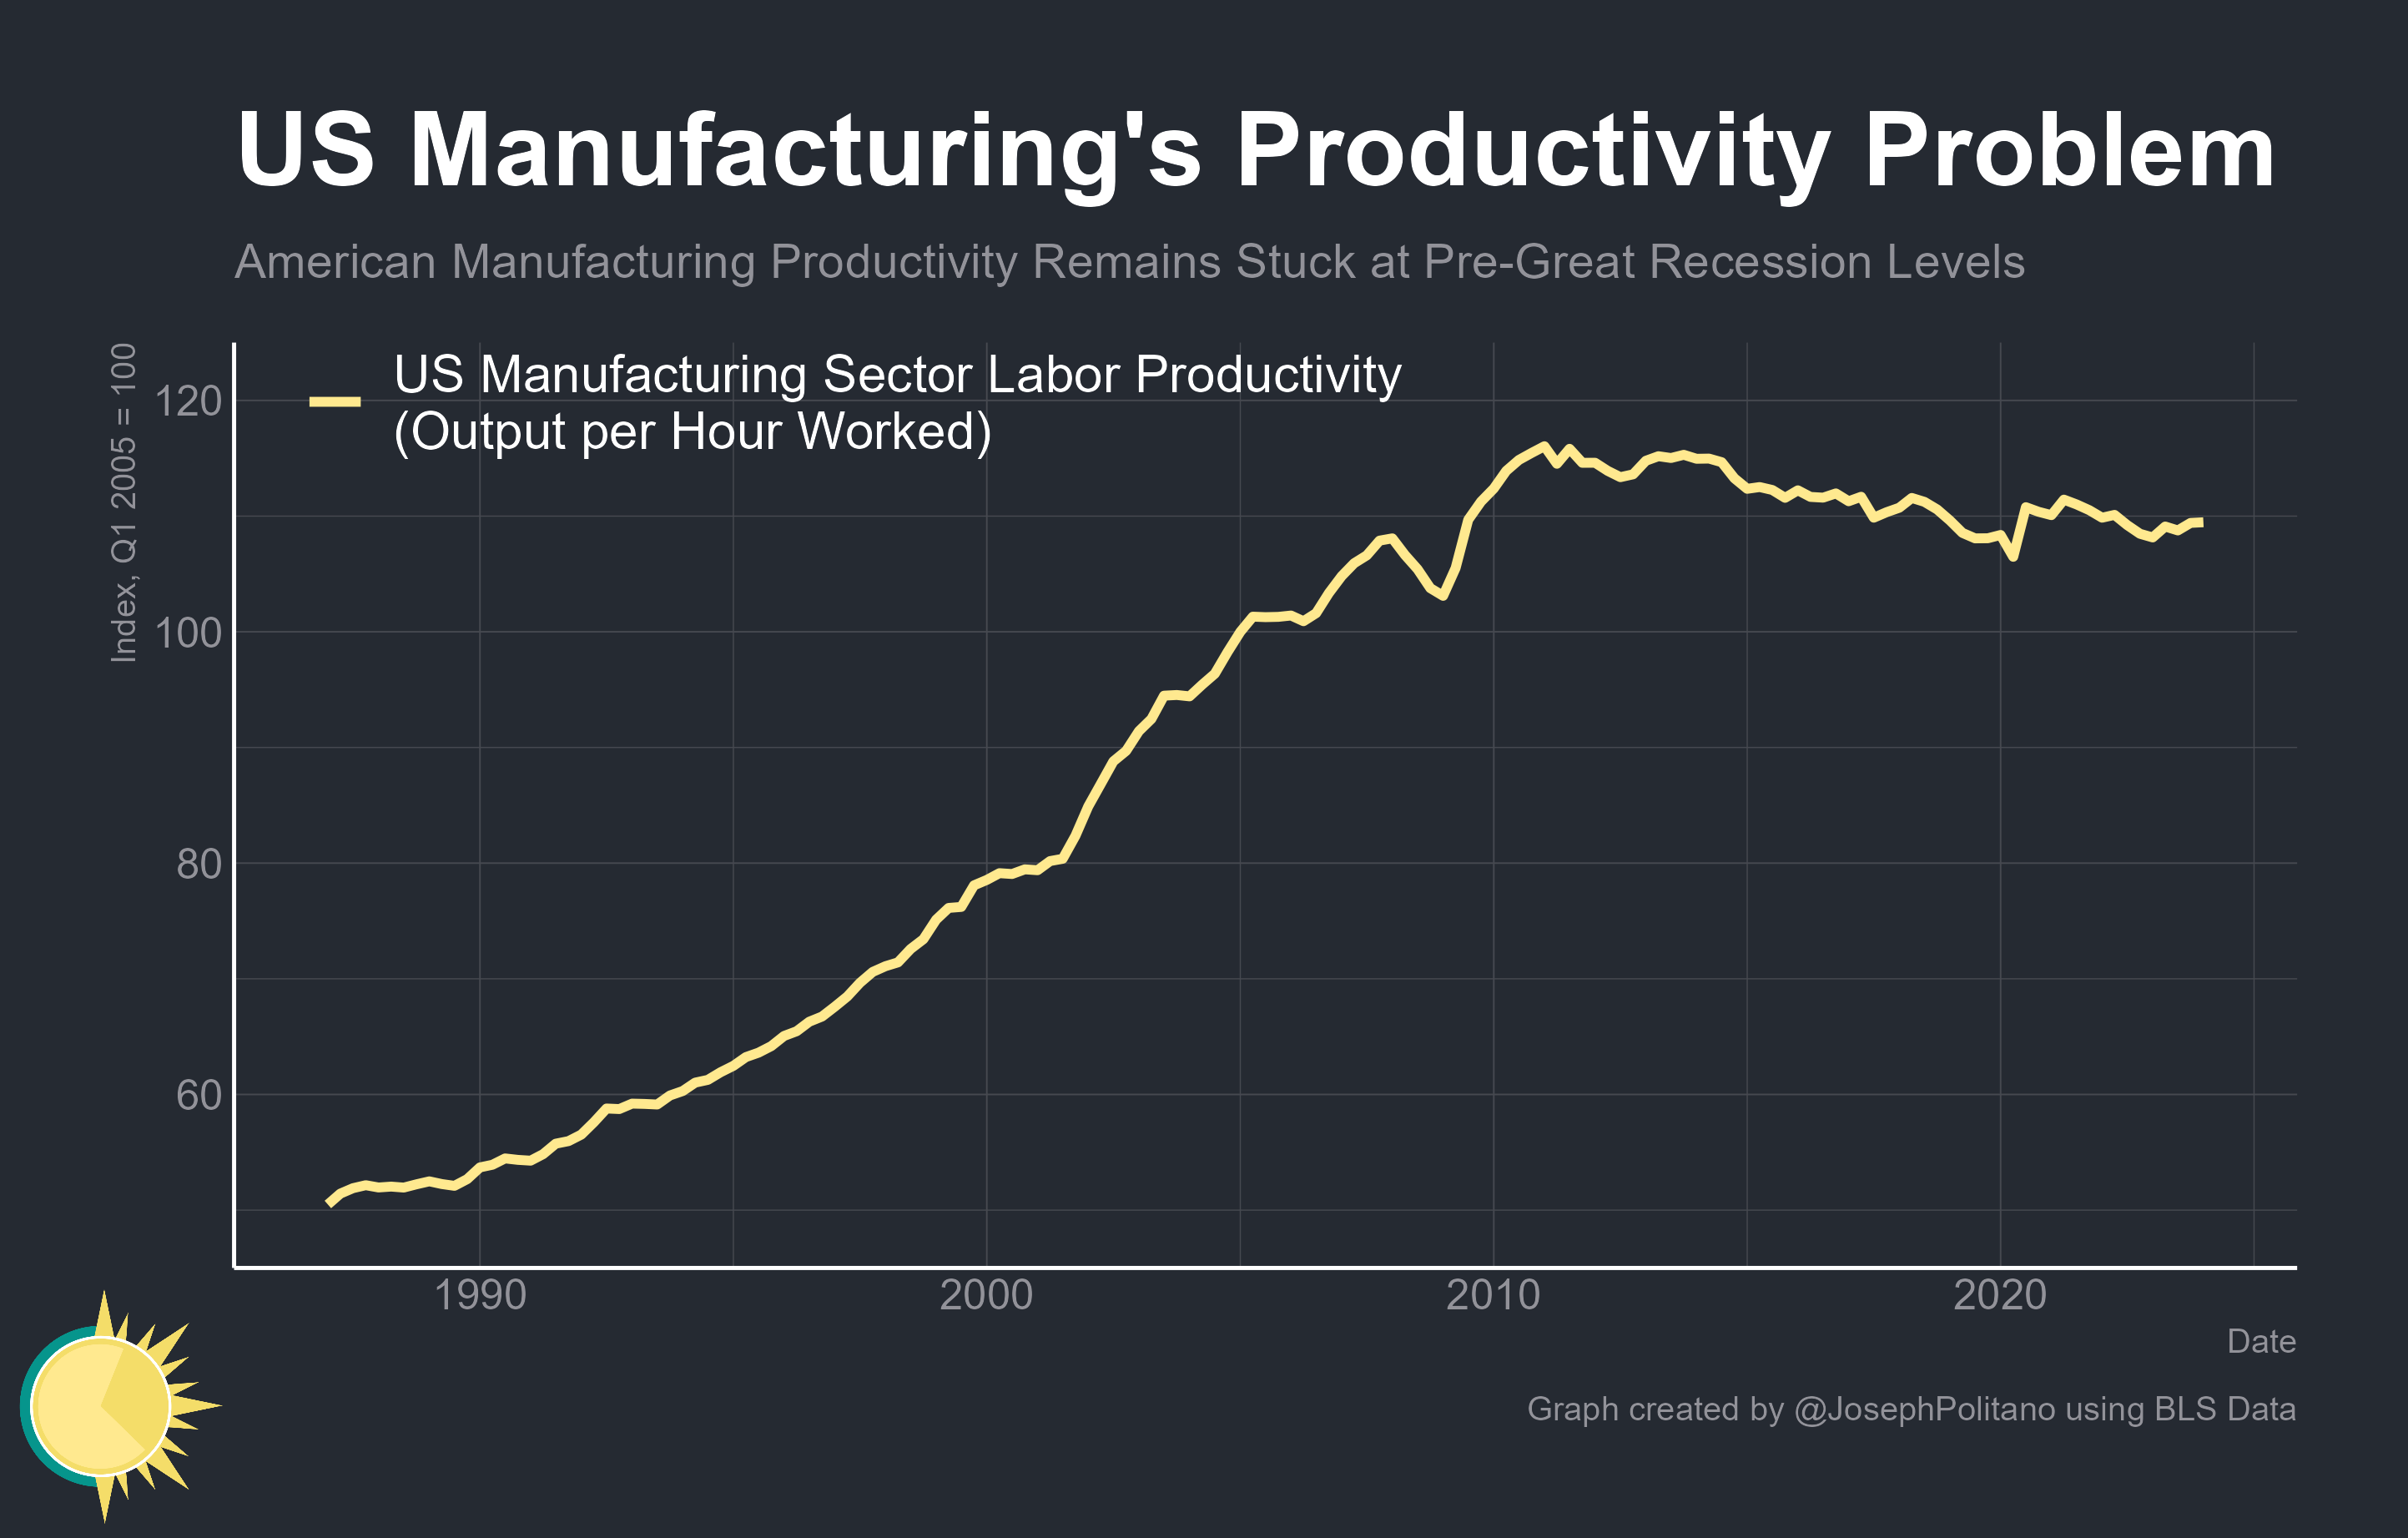 US Manufacturing's Productivity Problem
American Manufacturing Productivity Remains Stuck at Pre-Great Recession Levels
Index, Q1 2005 = 100
US Manufacturing Sector Labor Productivity
(Output per Hour Worked)
120
100
80
60
1990
2000
2010
2020
Date
Graph created by @JosephPolitano using BLS Data